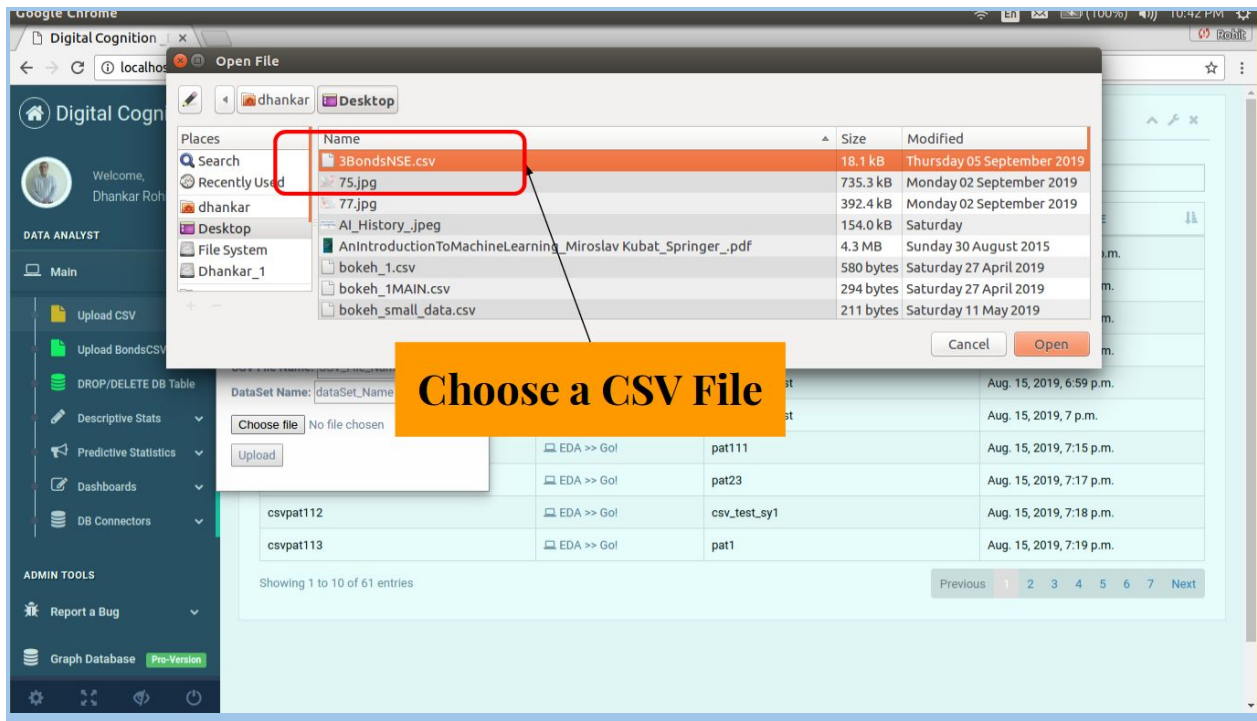 Google Chrome
En (100%) 10:42 PM
Digital Cognition
Rohit
localhos
Open File
dhankar Desktop
Places Name Size Modified
Search 3BondsNSE.csv 18.1 kB Thursday 05 September 2019
Recently Used 75.jpg 735.3 kB Monday 02 September 2019
dhankar 77.jpg 392.4 kB Monday 02 September 2019
Desktop AI_History_.jpeg 154.0 kB Saturday
File System AnIntroductionToMachineLearning_Miroslav Kubat_Springer_.pdf 4.3 MB Sunday 30 August 2015
Dhankar_1 bokeh_1.csv 580 bytes Saturday 27 April 2019
bokeh_1MAIN.csv 294 bytes Saturday 27 April 2019
bokeh_small_data.csv 211 bytes Saturday 11 May 2019
Cancel Open
Choose a CSV File
Digital Cogni
Welcome,
Dhankar Roh
DATA ANALYST
Main
Upload CSV
Upload BondsCSV
DROP/DELETE DB Table
Descriptive Stats
Predictive Statistics
Dashboards
DB Connectors
ADMIN TOOLS
Report a Bug
Graph Database Pro-Version
DataSet Name: dataSet_Name
Choose file No file chosen
Upload
m.
m.
m.
m.
st Aug. 15, 2019, 6:59 p.m.
st Aug. 15, 2019, 7 p.m.
EDA >> Go! pat111 Aug. 15, 2019, 7:15 p.m.
EDA >> Go! pat23 Aug. 15, 2019, 7:17 p.m.
csvpat112 EDA >> Go! csv_test_sy1 Aug. 15, 2019, 7:18 p.m.
csvpat113 EDA >> Go! pat1 Aug. 15, 2019, 7:19 p.m.
Showing 1 to 10 of 61 entries
Previous 1 2 3 4 5 6 7 Next